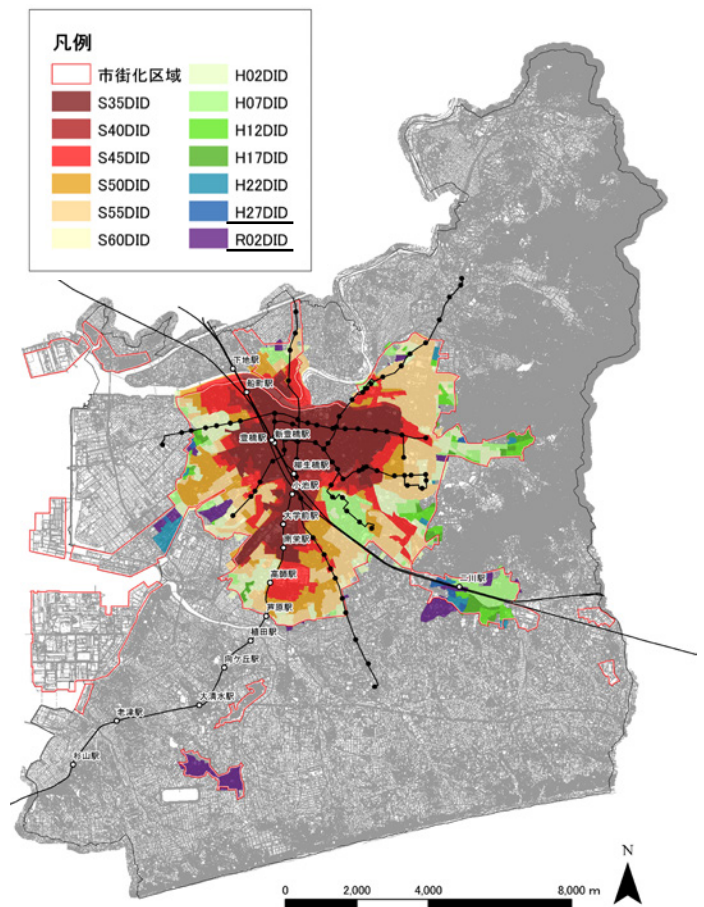 凡例
市街化区域
S35DID
S40DID
S45DID
S50DID
S55DID
S60DID
H02DID
H07DID
H12DID
H17DID
H22DID
H27DID
R02DID
下地駅
船町駅
豊橋駅
新豊橋駅
柳生橋駅
小池駅
大学前駅
南栄駅
高師駅
芦原駅
植田駅
向ケ丘駅
大清水駅
老津駅
杉山駅
二川駅
N
0 2,000 4,000 8,000 m